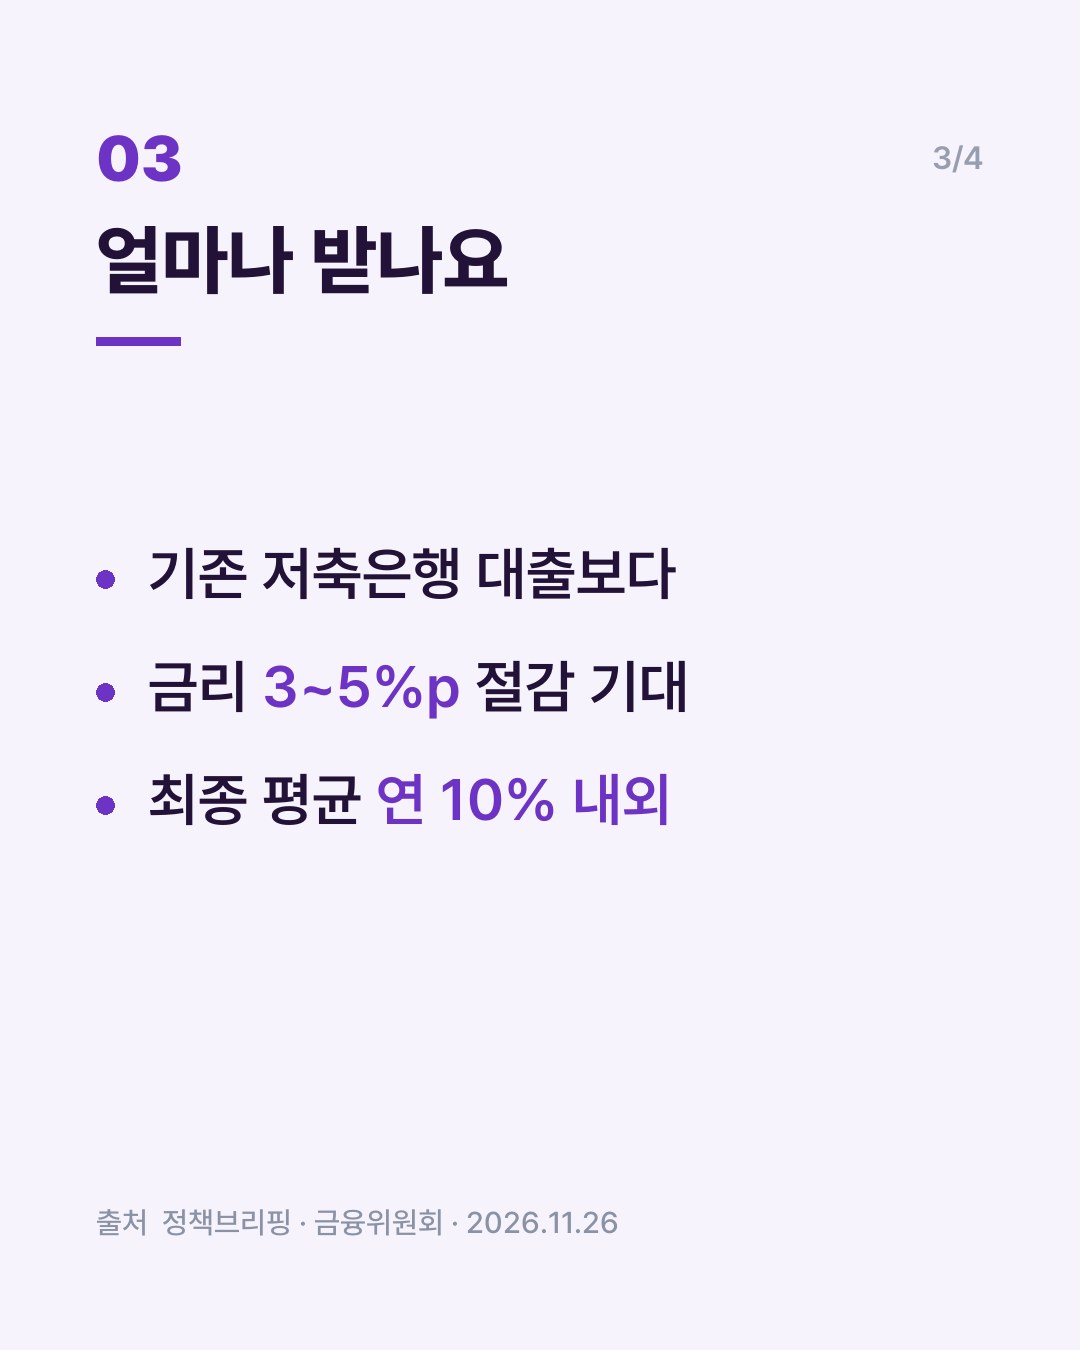 03
3/4
얼마나 받나요
기존 저축은행 대출보다
금리 3~5%p 절감 기대
최종 평균 연 10% 내외
출처 정책브리핑 · 금융위원회 · 2026.11.26